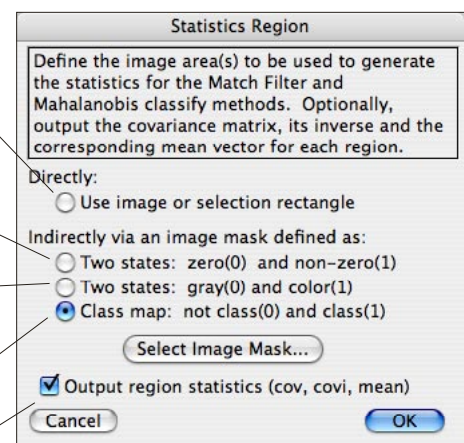 Statistics Region
Define the image area(s) to be used to generate
the statistics for the Match Filter and
Mahalanobis classify methods. Optionally,
output the covariance matrix, its inverse and the
corresponding mean vector for each region.
Directly:
Use image or selection rectangle
Indirectly via an image mask defined as:
Two states: zero(0) and non-zero(1)
Two states: gray(0) and color(1)
Class map: not class(0) and class(1)
Select Image Mask...
Output region statistics (cov, covi, mean)
Cancel OK